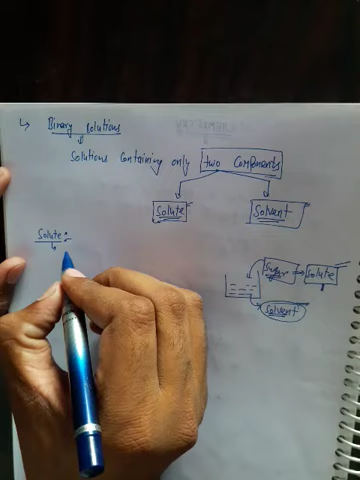 ↳ Binary solutions
Solutions Containing only two Components
Solute Solvent
Solute :-
Sugar → Solute
Solvent